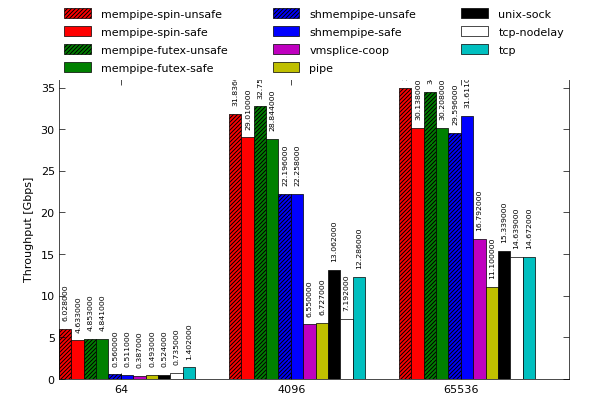 mempipe-spin-unsafe shmempipe-unsafe unix-sock
mempipe-spin-safe shmempipe-safe tcp-nodelay
mempipe-futex-unsafe vmsplice-coop tcp
mempipe-futex-safe pipe
Throughput [Gbps]
35
30
25
20
15
10
5
0
6.028000 4.633000 4.853000 4.841000 0.560000 0.511000 0.387000 0.493000 0.524000 0.735000 1.402000
29.010000 32.75 28.844000 22.196000 22.258000 6.550000 6.727000 13.062000 7.192000 12.286000
30.138000 30.208000 29.596000 16.792000 11.100000 15.339000 14.639000 14.672000
64 4096 65536